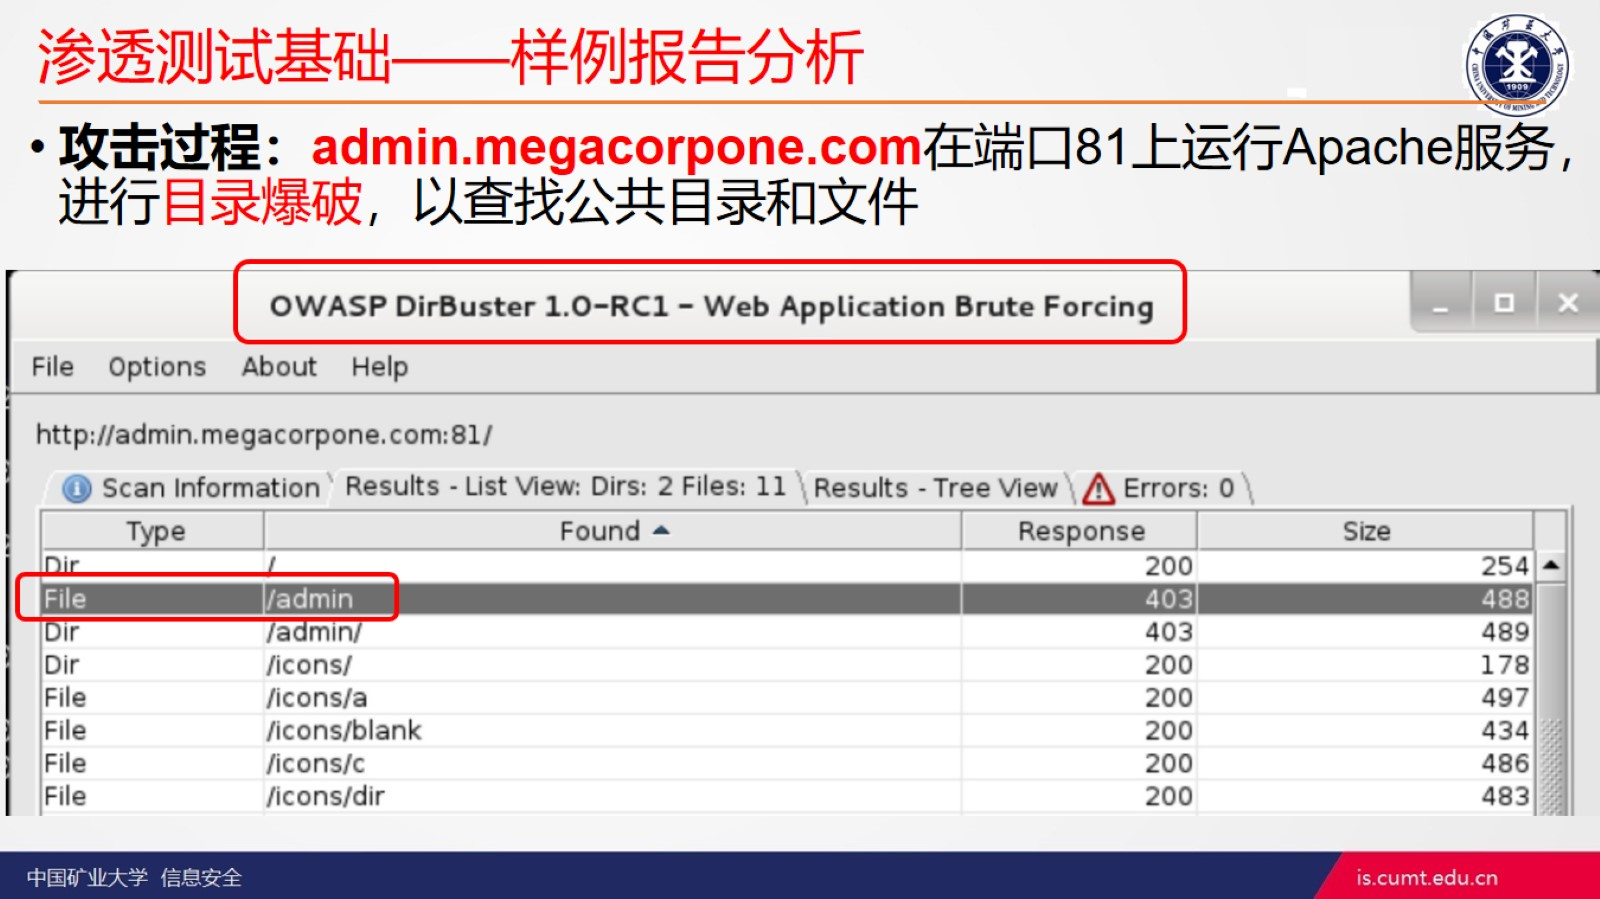 渗透测试基础——样例报告分析
• 攻击过程：admin.megacorpone.com在端口81上运行Apache服务，
进行目录爆破，以查找公共目录和文件
OWASP DirBuster 1.0-RC1 - Web Application Brute Forcing
File Options About Help
http://admin.megacorpone.com:81/
Scan Information Results - List View: Dirs: 2 Files: 11 Results - Tree View Errors: 0
Type Found Response Size
Dir / 200 254
File /admin 403 488
Dir /admin/ 403 489
Dir /icons/ 200 178
File /icons/a 200 497
File /icons/blank 200 434
File /icons/c 200 486
File /icons/dir 200 483
中国矿业大学 信息安全
is.cumt.edu.cn
1909